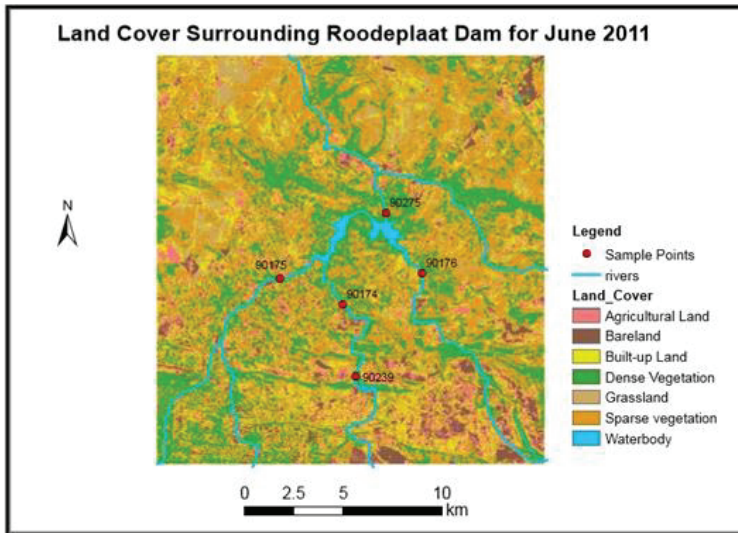 Land Cover Surrounding Roodeplaat Dam for June 2011
N
90275
90175
90176
90174
90239
Legend
Sample Points
rivers
Land_Cover
Agricultural Land
Bareland
Built-up Land
Dense Vegetation
Grassland
Sparse vegetation
Waterbody
0 2.5 5 10
km